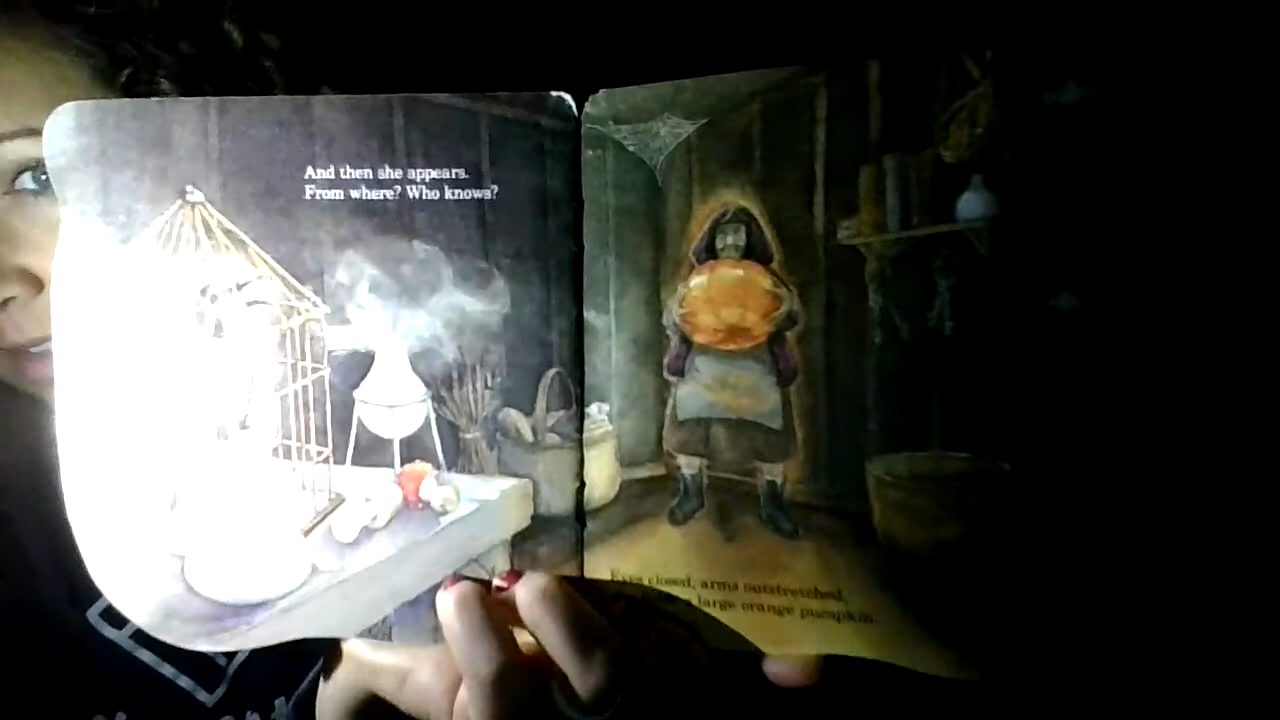 And then she appears.
From where? Who knows?
Eyes closed, arms outstretched,
large orange pumpkin.